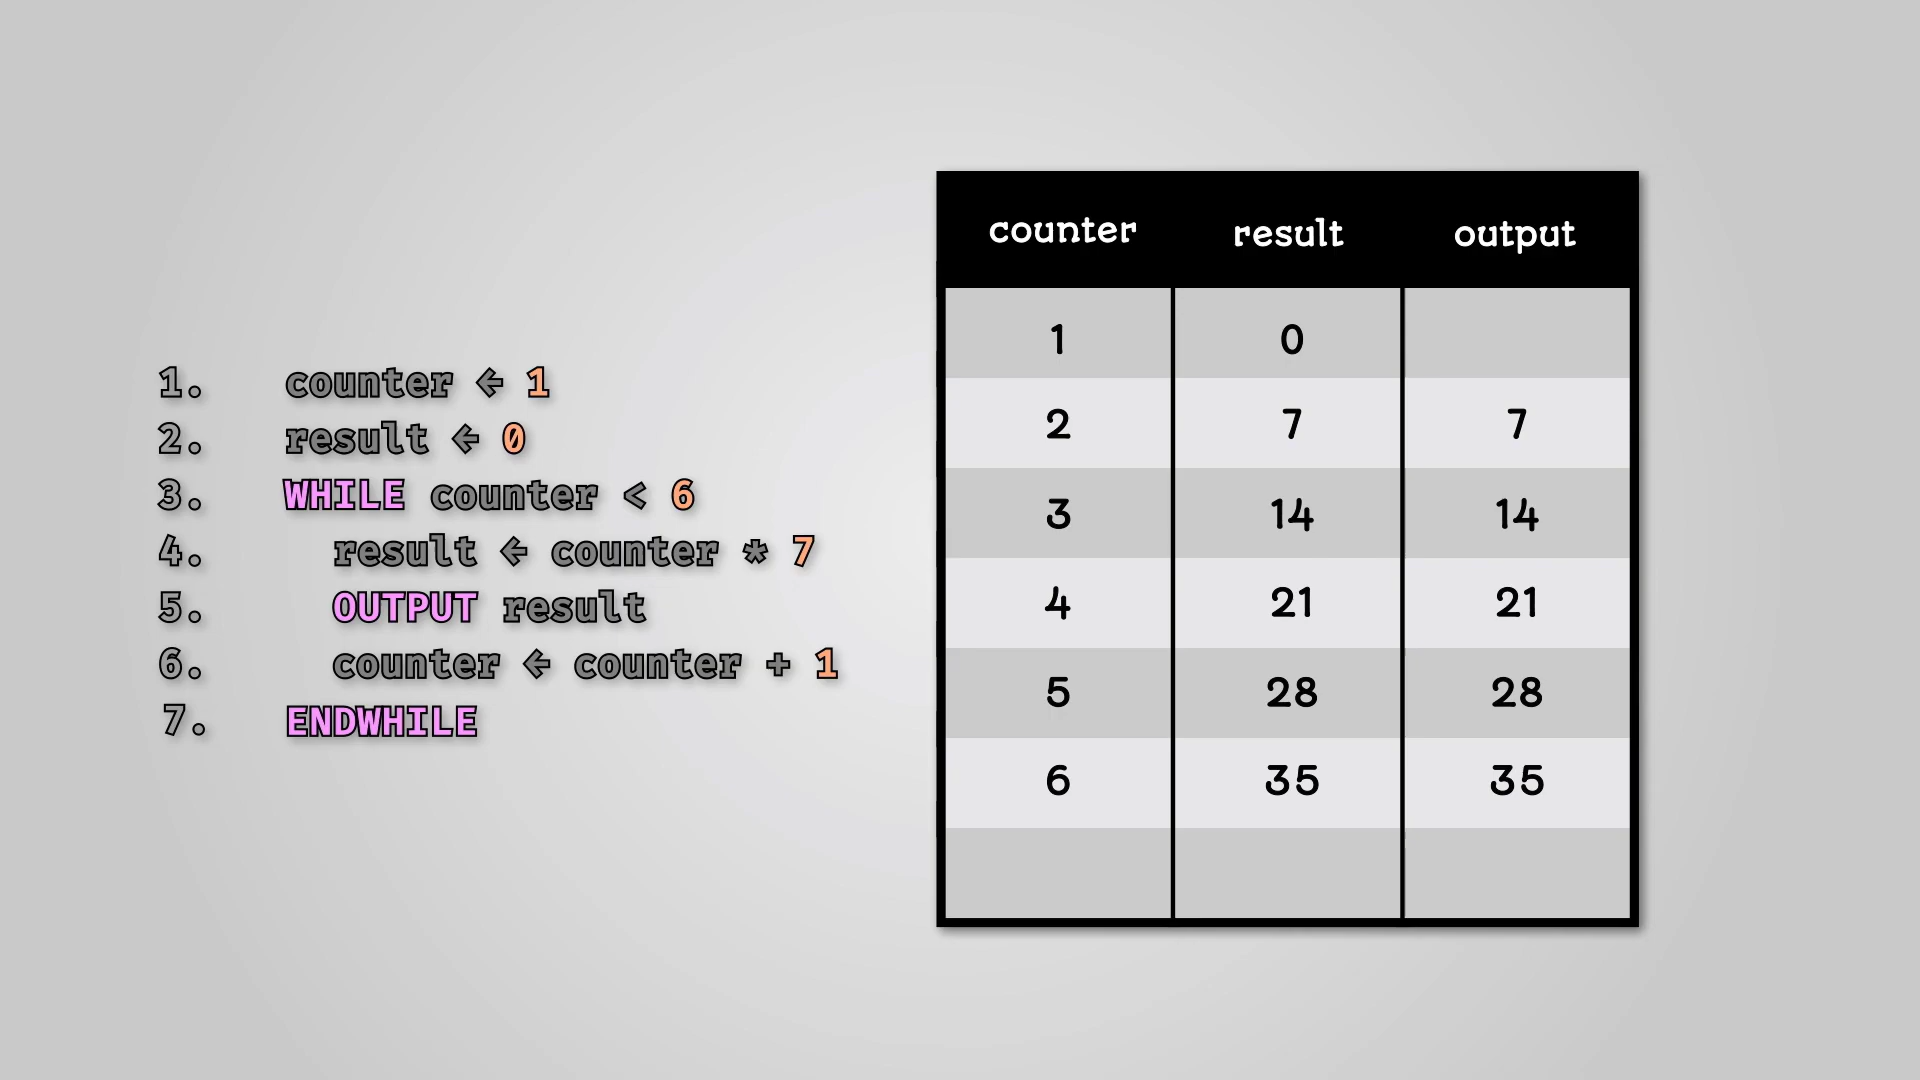 1. counter ← 1
2. result ← 0
3. WHILE counter < 6
4. result ← counter * 7
5. OUTPUT result
6. counter ← counter + 1
7. ENDWHILE
counter result output
1 0
2 7 7
3 14 14
4 21 21
5 28 28
6 35 35